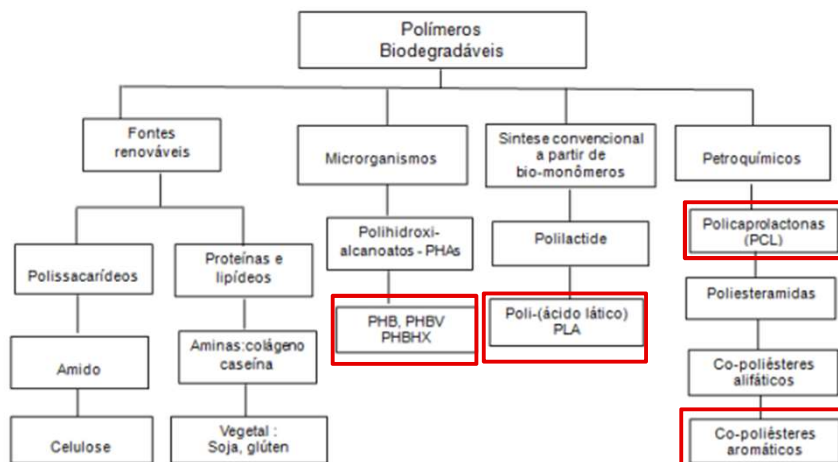 Polímeros
Biodegradáveis
Fontes
renováveis
Microrganismos
Síntese convencional
a partir de
bio-monômeros
Petroquímicos
Polissacarídeos
Proteínas e
lipídeos
Polihidroxi-
alcanoatos - PHAs
Polilactide
Policaprolactonas
(PCL)
Amido
Aminas:colágeno
caseína
PHB, PHBV
PHBHX
Poli-(ácido lático)
PLA
Poliesteramidas
Celulose
Vegetal :
Soja, glúten
Co-poliésteres
alifáticos
Co-poliésteres
aromáticos